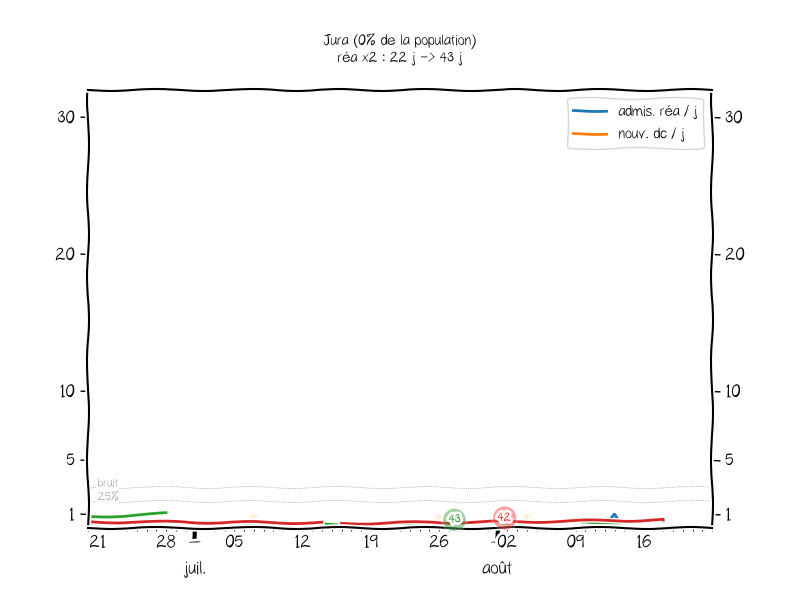 Jura (0% de la population)
réa x2 : 22 j -> 43 j
admis. réa / j
nouv. dc / j
30
30
20
20
10
10
5
5
bruit
25%
1
1
43
42
21 28 05 12 19 26 02 09 16
juil. août